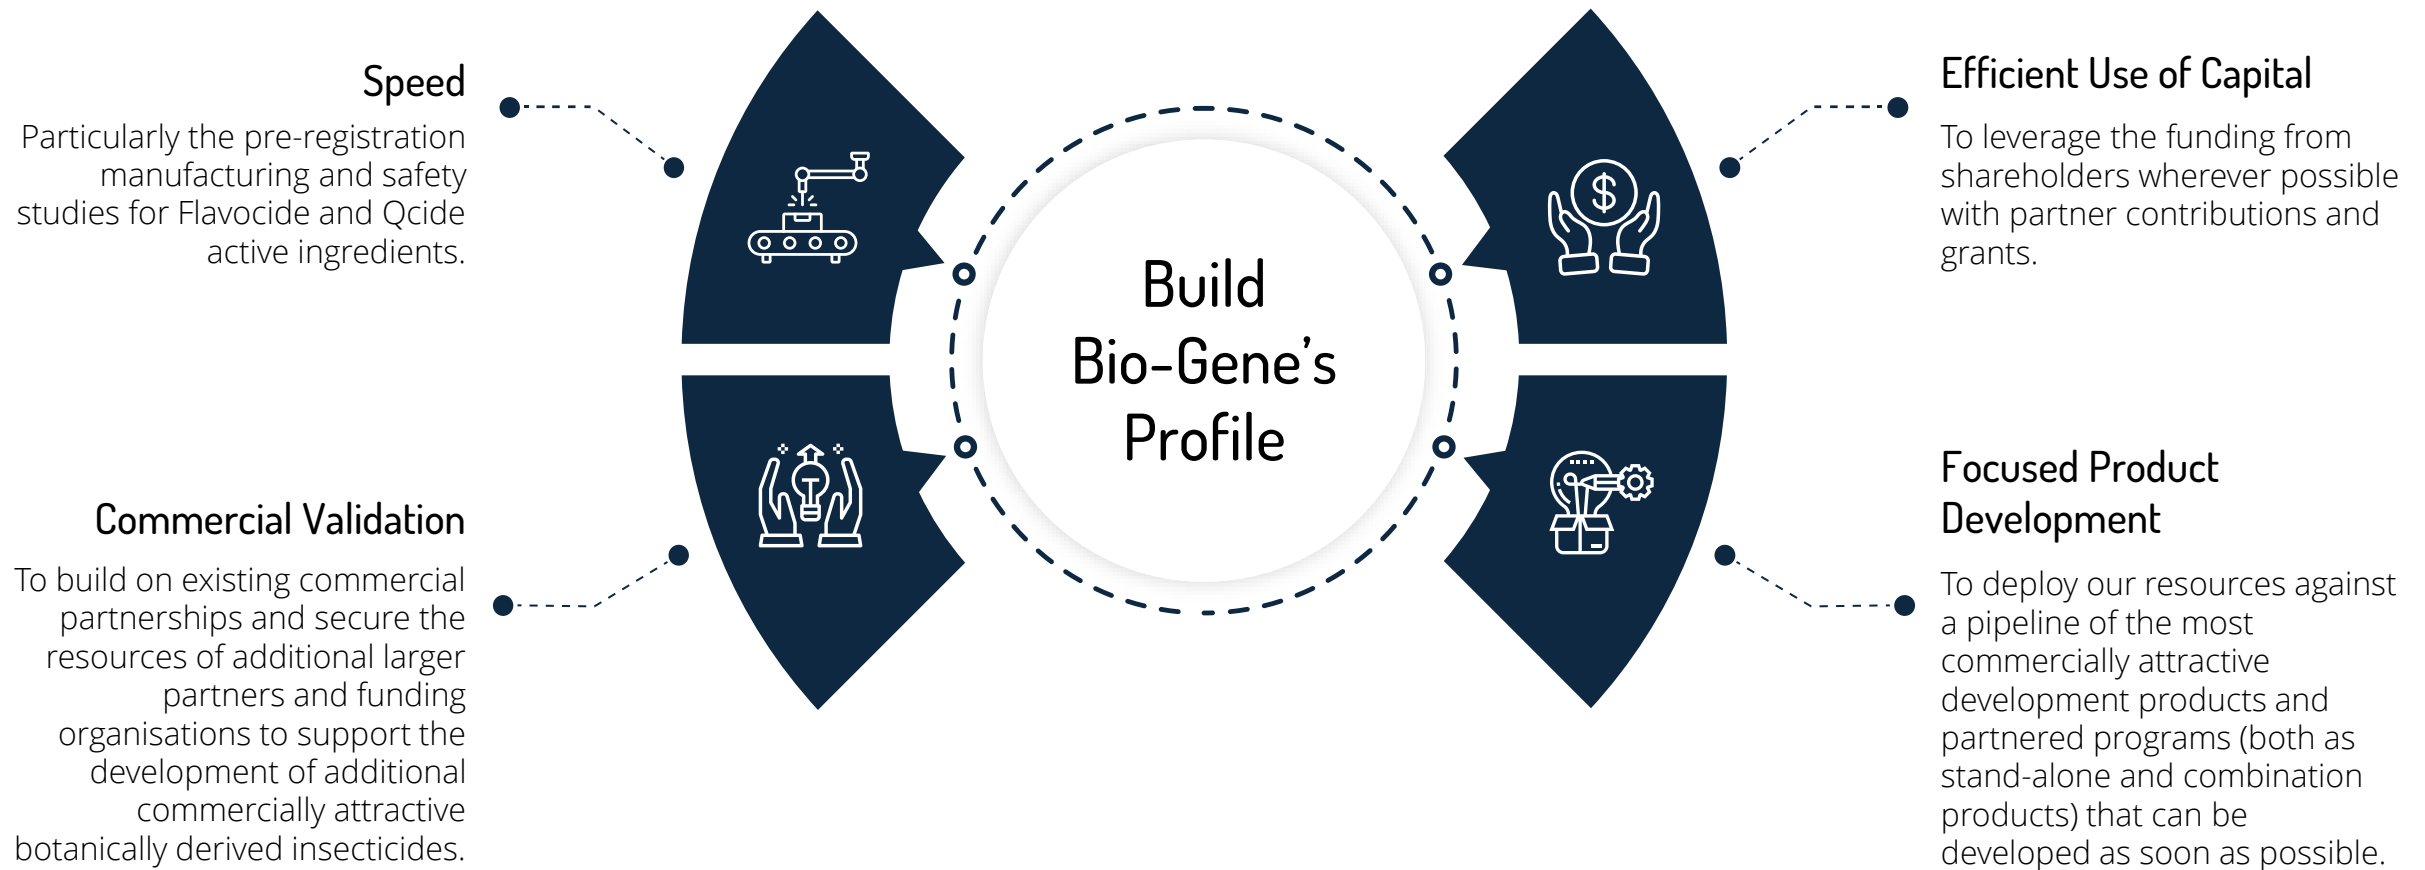 Speed
Particularly the pre-registration
manufacturing and safety
studies for Flavocide and Qcide
active ingredients.
Commercial Validation
To build on existing commercial
partnerships and secure the
resources of additional larger
partners and funding
organisations to support the
development of additional
commercially attractive
botanically derived insecticides.
Build
Bio-Gene’s
Profile
Efficient Use of Capital
To leverage the funding from
shareholders wherever possible
with partner contributions and
grants.
Focused Product
Development
To deploy our resources against
a pipeline of the most
commercially attractive
development products and
partnered programs (both as
stand-alone and combination
products) that can be
developed as soon as possible.